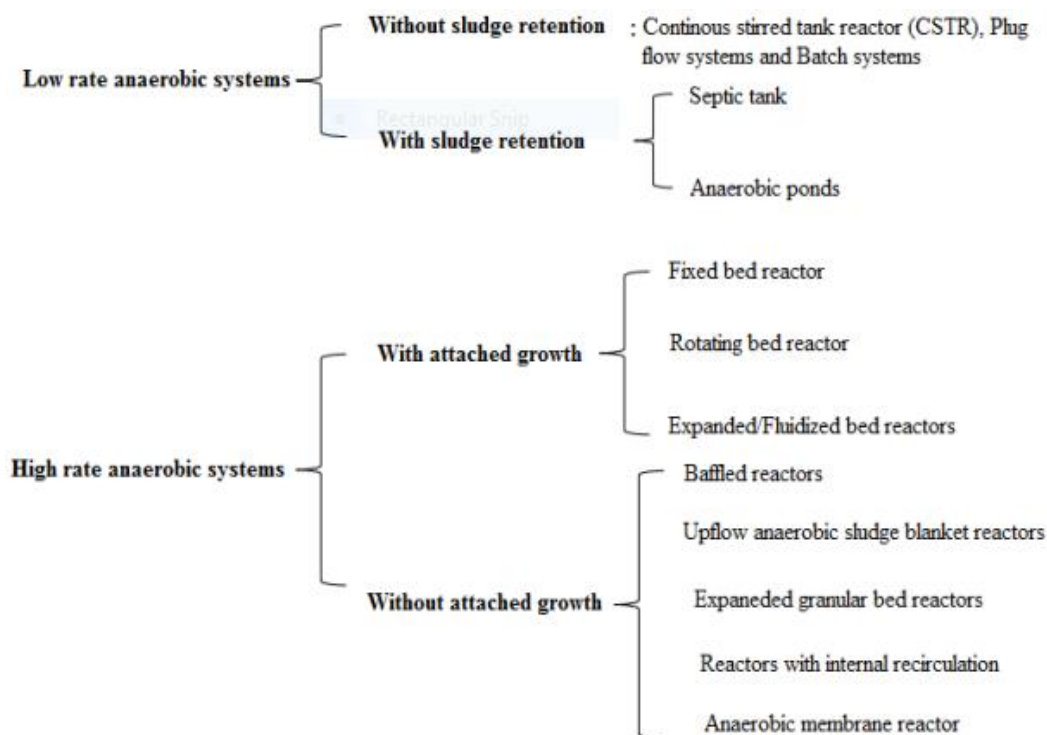 Without sludge retention : Continous stirred tank reactor (CSTR), Plug
flow systems and Batch systems
Low rate anaerobic systems
Septic tank
Rectangular Snip
With sludge retention
Anaerobic ponds
Fixed bed reactor
With attached growth
Rotating bed reactor
Expanded/Fluidized bed reactors
High rate anaerobic systems
Baffled reactors
Upflow anaerobic sludge blanket reactors
Without attached growth
Expaneded granular bed reactors
Reactors with internal recirculation
Anaerobic membrane reactor